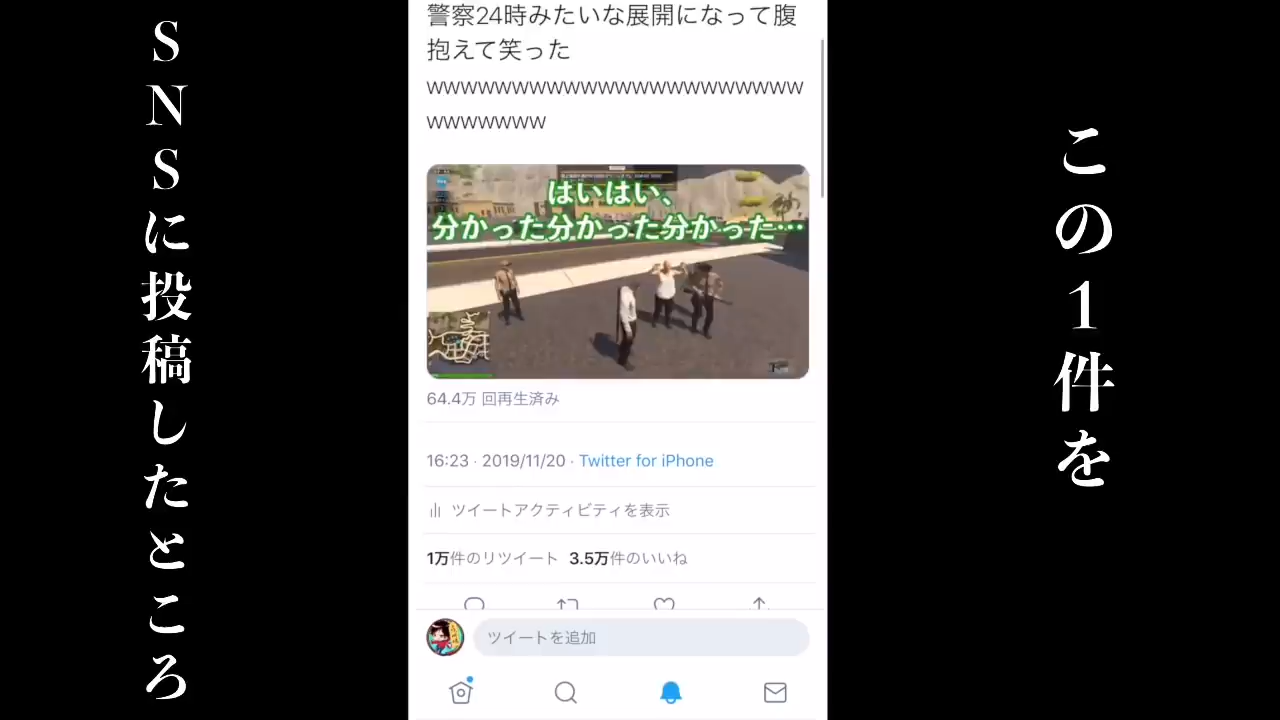 この1件を
SNSに投稿したところ
警察24時みたいな展開になって腹
抱えて笑った
wwwwwwwwwwwwwwwwwwwwww
wwwwwww
はいはい、
分かった分かった分かった…
64.4万 回再生済み
16:23 · 2019/11/20 · Twitter for iPhone
ツイートアクティビティを表示
1万件のリツイート 3.5万件のいいね
ツイートを追加